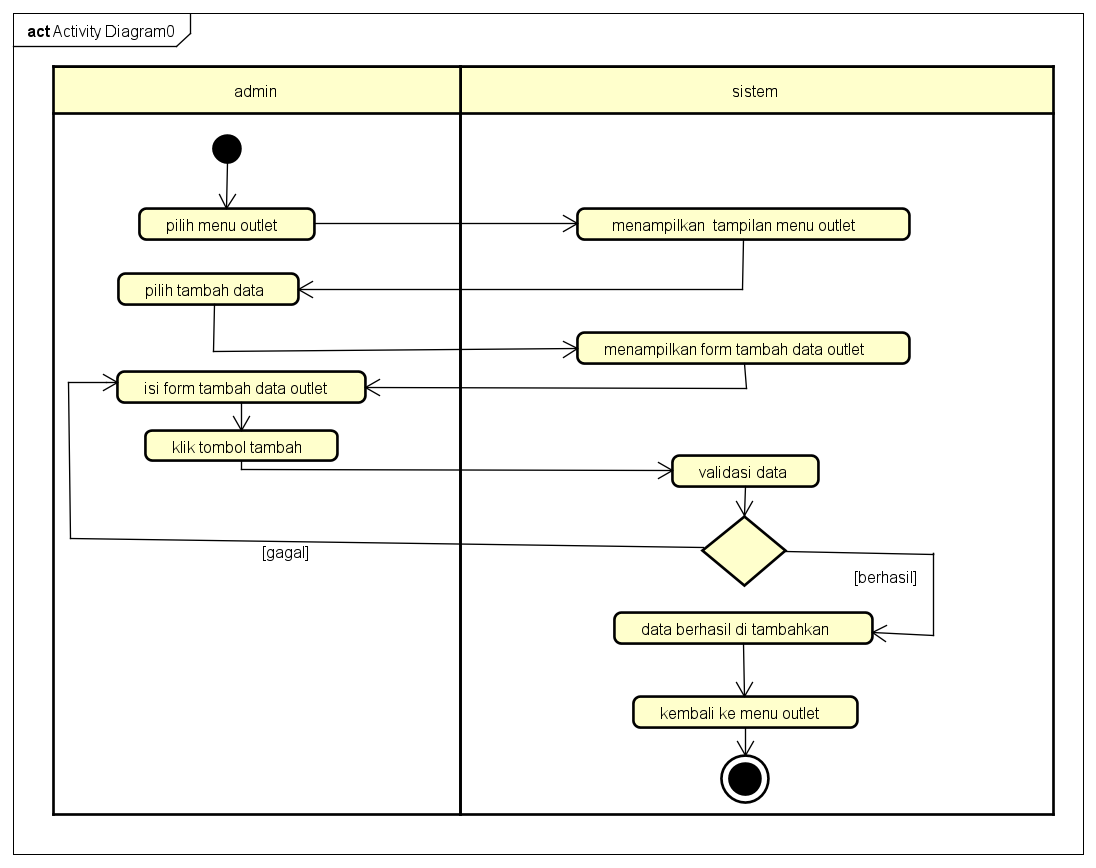 act Activity Diagram0
admin
sistem
pilih menu outlet
menampilkan tampilan menu outlet
pilih tambah data
menampilkan form tambah data outlet
isi form tambah data outlet
klik tombol tambah
validasi data
[gagal]
[berhasil]
data berhasil di tambahkan
kembali ke menu outlet